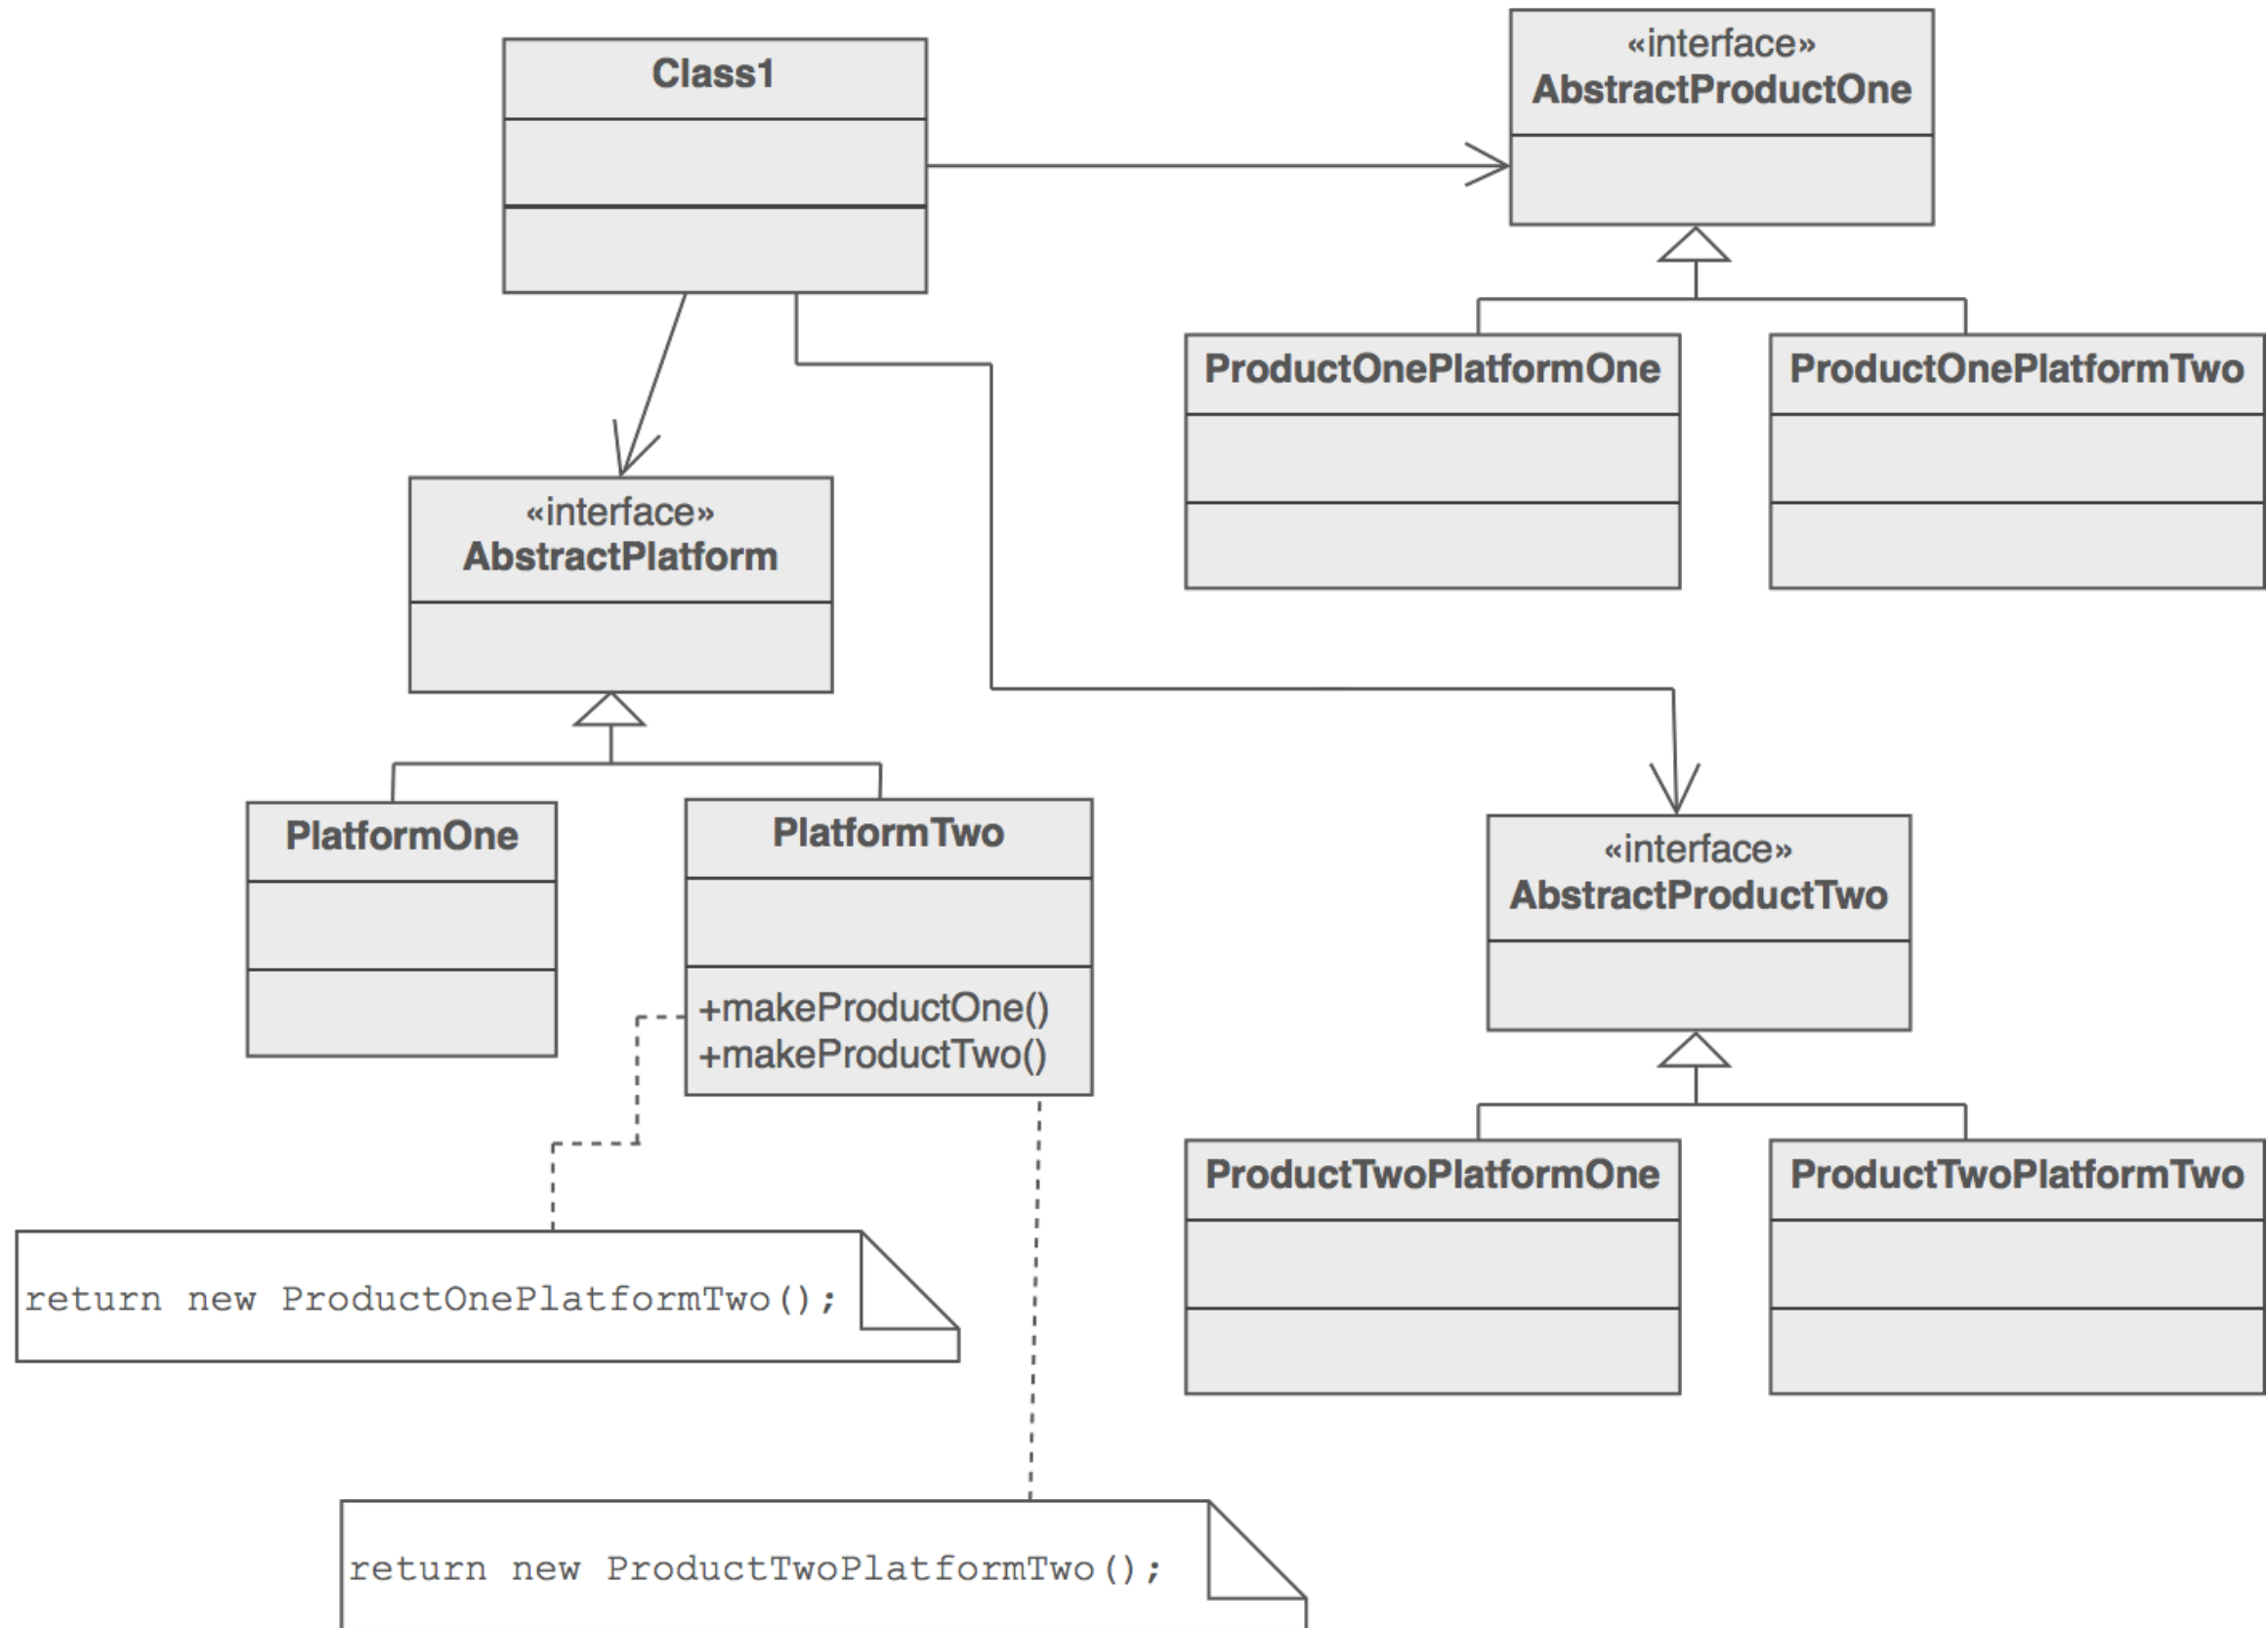 Class1
«interface»
AbstractProductOne
ProductOnePlatformOne
ProductOnePlatformTwo
«interface»
AbstractPlatform
PlatformOne
PlatformTwo
+makeProductOne()
+makeProductTwo()
«interface»
AbstractProductTwo
ProductTwoPlatformOne
ProductTwoPlatformTwo
return new ProductOnePlatformTwo();
return new ProductTwoPlatformTwo();